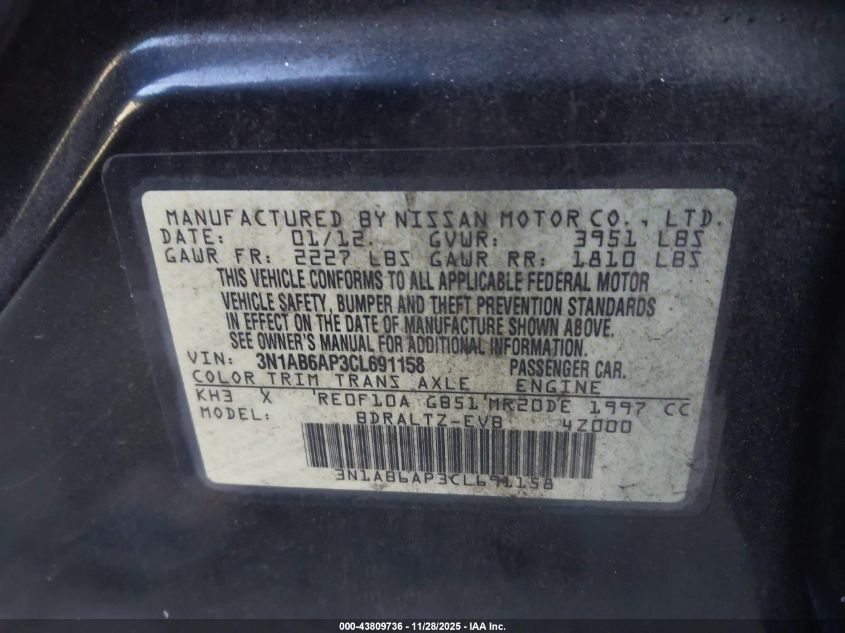 MANUFACTURED BY NISSAN MOTOR CO., LTD.
DATE: 01/12. GVWR: 3951 LBS
GAWR FR: 2227 LBS GAWR RR: 1810 LBS
THIS VEHICLE CONFORMS TO ALL APPLICABLE FEDERAL MOTOR
VEHICLE SAFETY, BUMPER AND THEFT PREVENTION STANDARDS
IN EFFECT ON THE DATE OF MANUFACTURE SHOWN ABOVE.
SEE OWNER'S MANUAL FOR ADDITIONAL INFORMATION.
VIN: 3N1AB6AP3CL691158 PASSENGER CAR.
COLOR TRIM TRANS AXLE ENGINE
KH3 X RE0F10A GB51 MR20DE 1997 CC
MODEL: BDRALTZ-EVB 4Z000
3N1AB6AP3CL691158
000-43809736 - 11/28/2025 - IAA Inc.